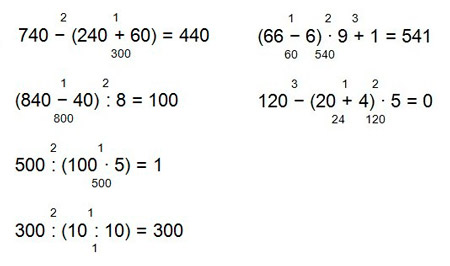 2 1
740 − (240 + 60) = 440
300
1 2
(840 − 40) : 8 = 100
800
2 1
500 : (100 · 5) = 1
500
2 1
300 : (10 : 10) = 300
1
1 2 3
(66 − 6) · 9 + 1 = 541
60 540
3 1 2
120 − (20 + 4) · 5 = 0
24 120